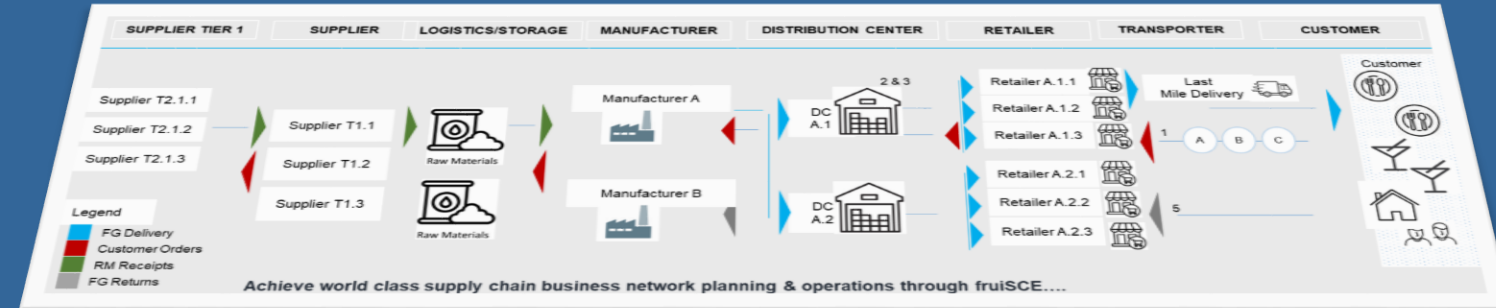 SUPPLIER TIER 1 SUPPLIER LOGISTICS/STORAGE MANUFACTURER DISTRIBUTION CENTER RETAILER TRANSPORTER CUSTOMER
Supplier T2.1.1
Supplier T2.1.2
Supplier T2.1.3
Supplier T1.1
Supplier T1.2
Supplier T1.3
Raw Materials
Raw Materials
Manufacturer A
Manufacturer B
2 & 3
DC
A.1
DC
A.2
Retailer A.1.1
Retailer A.1.2
Retailer A.1.3
Retailer A.2.1
Retailer A.2.2
Retailer A.2.3
Last
Mile Delivery
1
A B C
5
Customer
Legend
FG Delivery
Customer Orders
RM Receipts
FG Returns
Achieve world class supply chain business network planning & operations through fruiSCE....